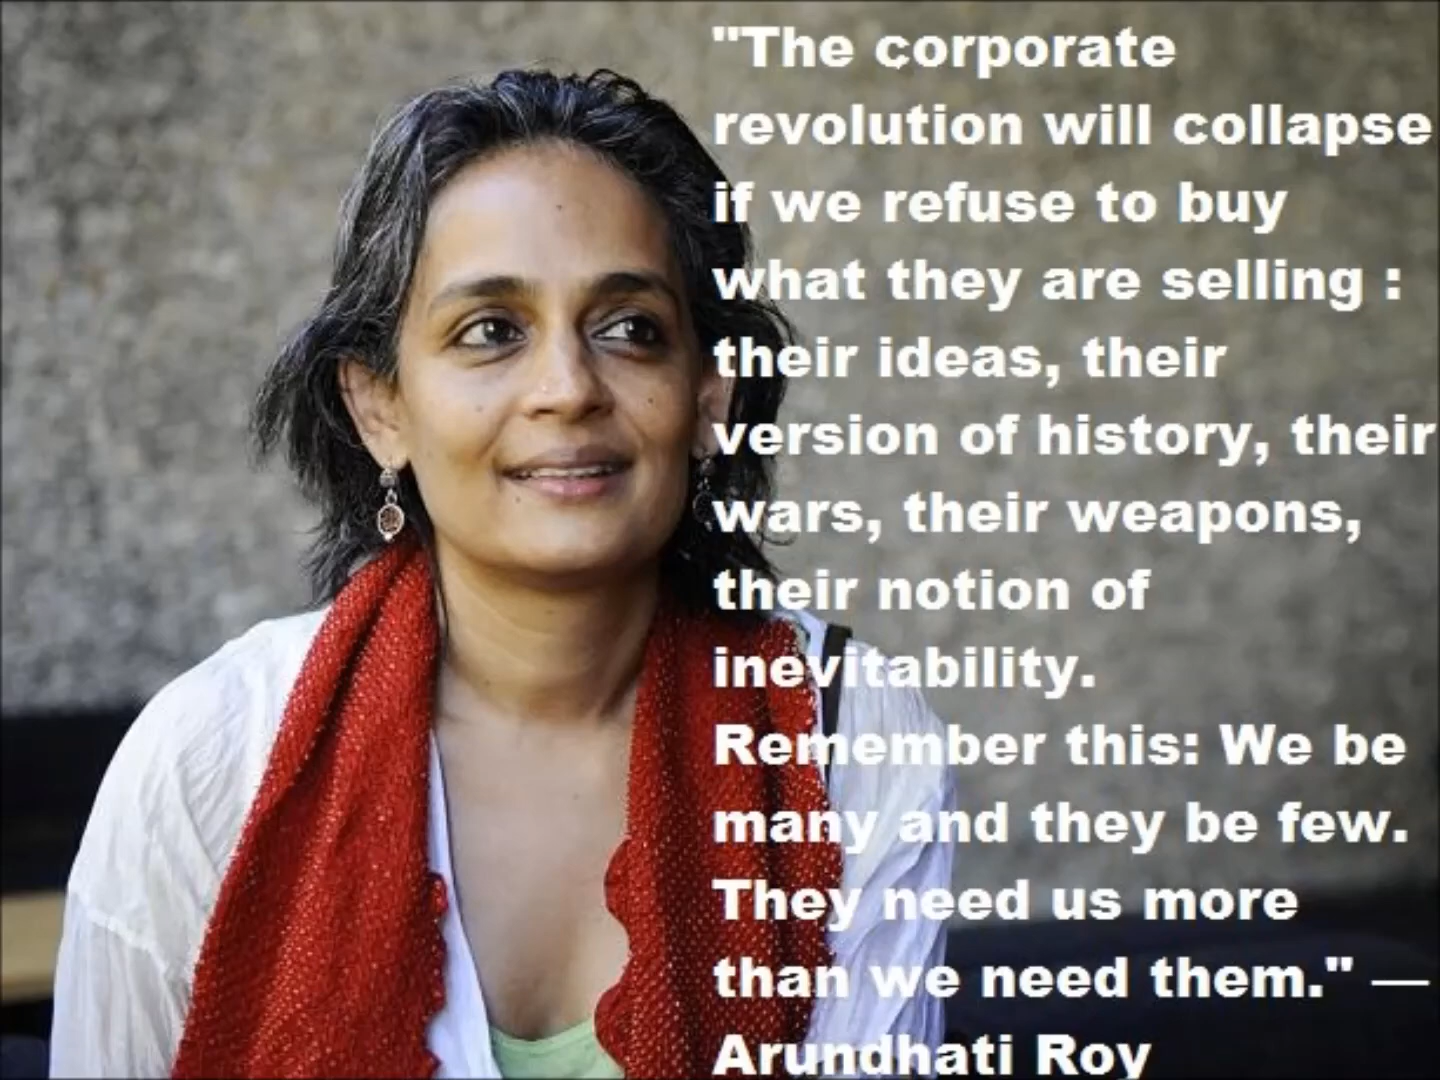 "The corporate
revolution will collapse
if we refuse to buy
what they are selling :
their ideas, their
version of history, their
wars, their weapons,
their notion of
inevitability.
Remember this: We be
many and they be few.
They need us more
than we need them." —
Arundhati Roy